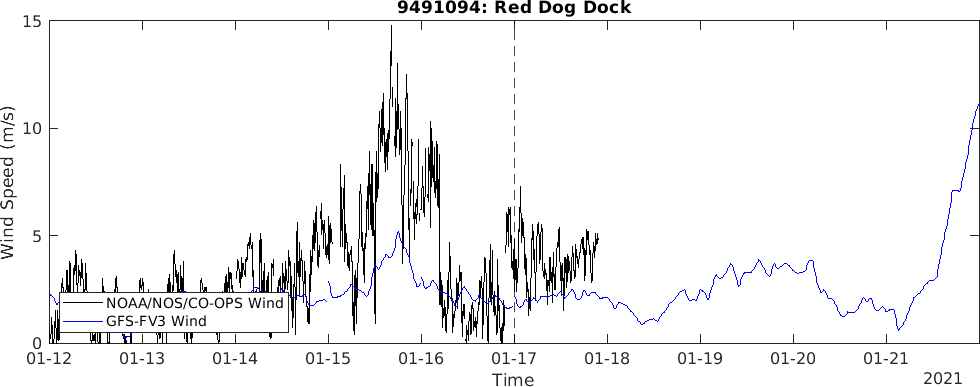 9491094: Red Dog Dock
15
10
5
0
Wind Speed (m/s)
NOAA/NOS/CO-OPS Wind
GFS-FV3 Wind
01-12 01-13 01-14 01-15 01-16 01-17 01-18 01-19 01-20 01-21
Time
2021